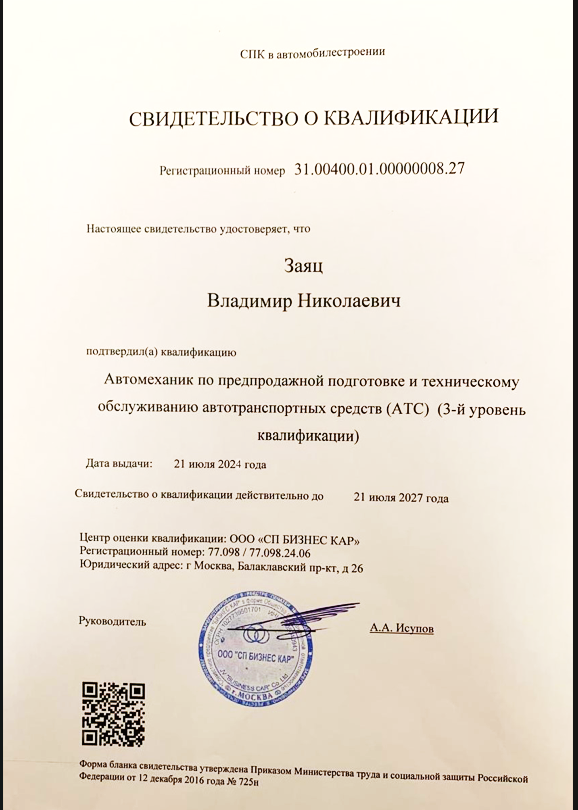 СПК в автомобилестроении
СВИДЕТЕЛЬСТВО О КВАЛИФИКАЦИИ
Регистрационный номер 31.00400.01.00000008.27
Настоящее свидетельство удостоверяет, что
Заяц
Владимир Николаевич
подтвердил(а) квалификацию
Автомеханик по предпродажной подготовке и техническому
обслуживанию автотранспортных средств (АТС) (3-й уровень
квалификации)
Дата выдачи: 21 июля 2024 года
Свидетельство о квалификации действительно до 21 июля 2027 года
Центр оценки квалификации: ООО «СП БИЗНЕС КАР»
Регистрационный номер: 77.098 / 77.098.24.06
Юридический адрес: г Москва, Балаклавский пр-кт, д 26
Руководитель
А.А. Исупов
ООО "СП БИЗНЕС КАР"
г. МОСКВА
Форма бланка свидетельства утверждена Приказом Министерства труда и социальной защиты Российской
Федерации от 12 декабря 2016 года № 725н